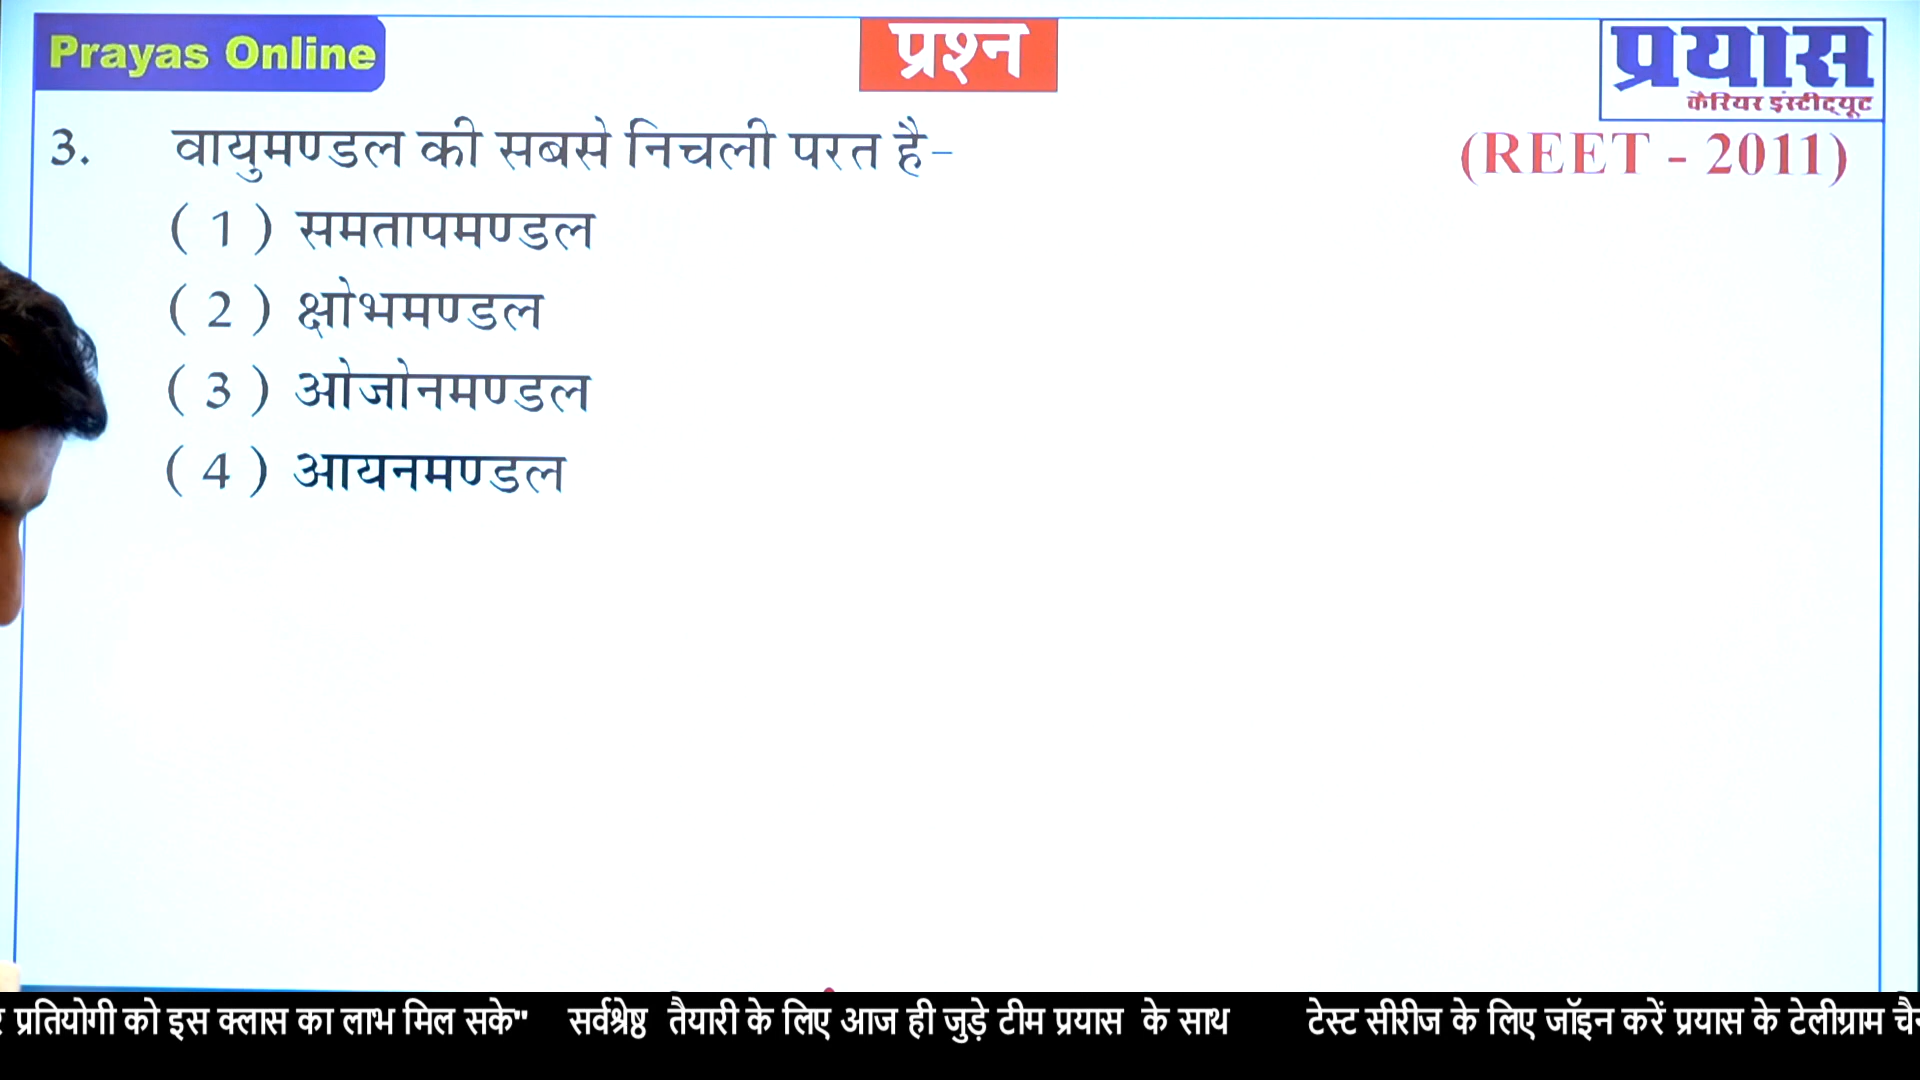 Prayas Online
प्रश्न
प्रयास
कैरियर इंस्टीट्यूट
3. वायुमण्डल की सबसे निचली परत है- (REET - 2011)
( 1 ) समतापमण्डल
( 2 ) क्षोभमण्डल
( 3 ) ओजोनमण्डल
( 4 ) आयनमण्डल
प्रतियोगी को इस क्लास का लाभ मिल सके" सर्वश्रेष्ठ तैयारी के लिए आज ही जुड़े टीम प्रयास के साथ टेस्ट सीरीज के लिए जॉइन करें प्रयास के टेलीग्राम